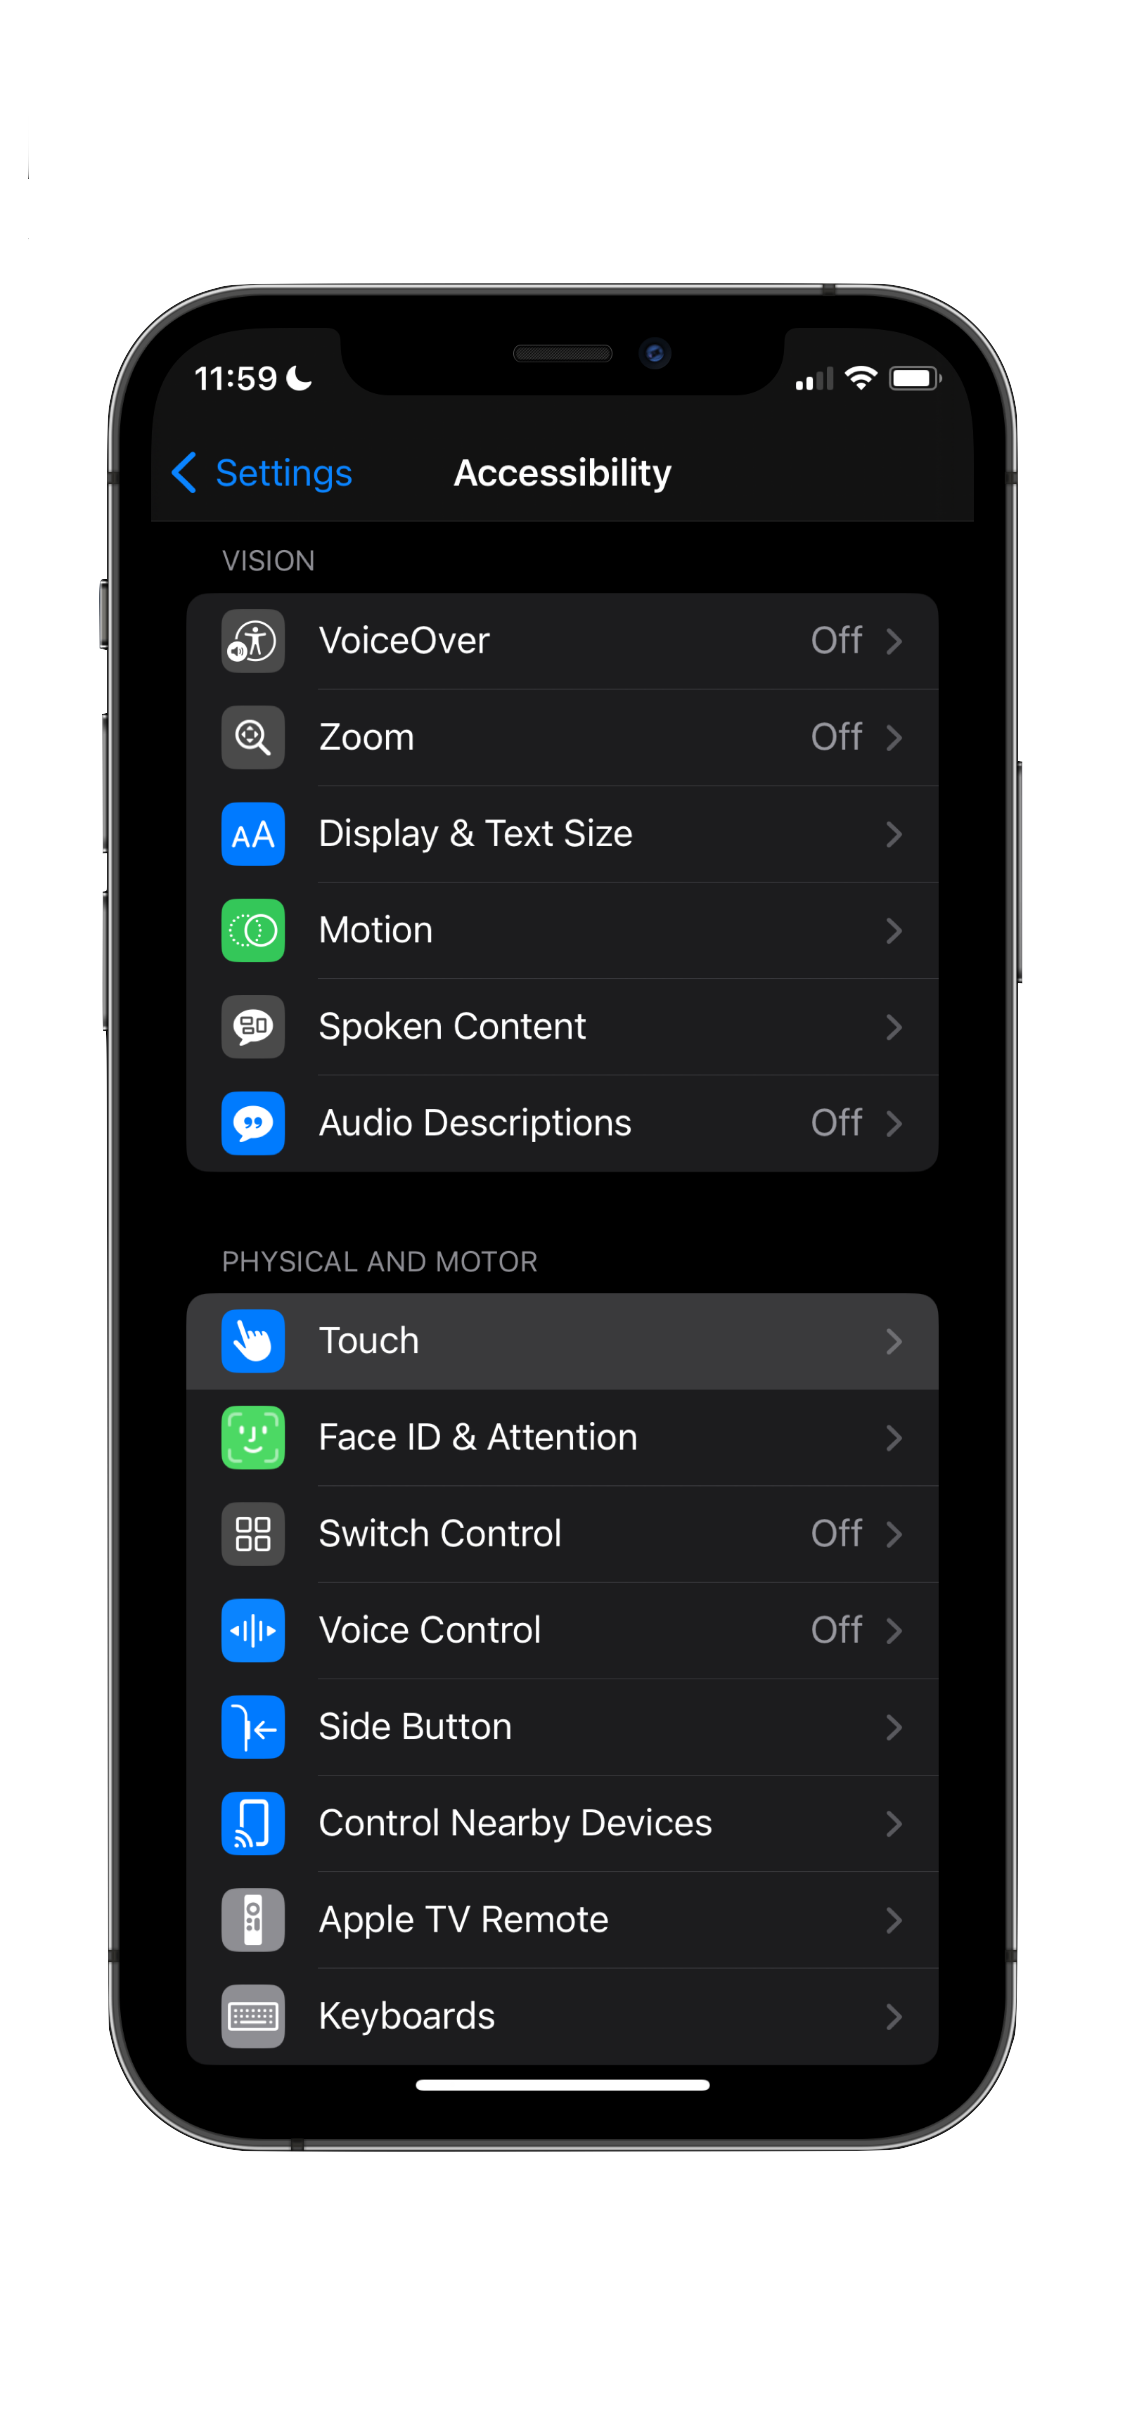 11:59
Settings
Accessibility
VISION
VoiceOver Off
Zoom Off
AA Display & Text Size
Motion
Spoken Content
Audio Descriptions Off
PHYSICAL AND MOTOR
Touch
Face ID & Attention
Switch Control Off
Voice Control Off
Side Button
Control Nearby Devices
Apple TV Remote
Keyboards